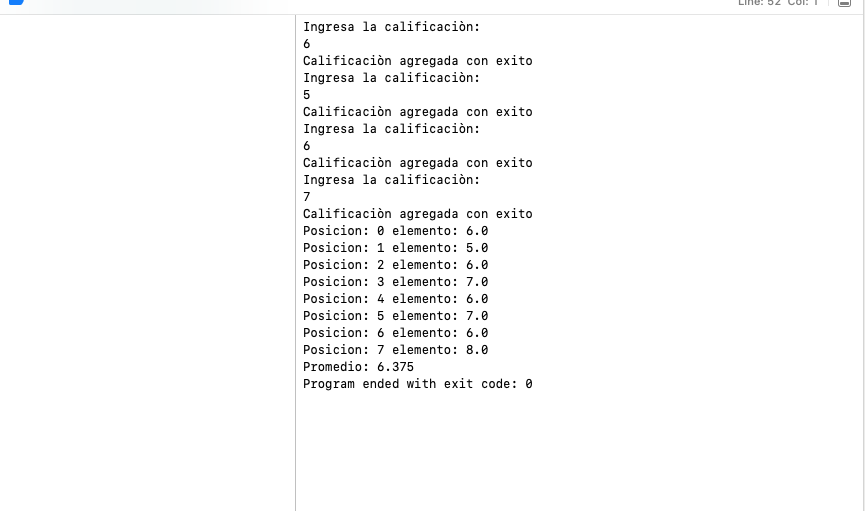 Line: 52 Col: 1
Ingresa la calificaciòn:
6
Calificaciòn agregada con exito
Ingresa la calificaciòn:
5
Calificaciòn agregada con exito
Ingresa la calificaciòn:
6
Calificaciòn agregada con exito
Ingresa la calificaciòn:
7
Calificaciòn agregada con exito
Posicion: 0 elemento: 6.0
Posicion: 1 elemento: 5.0
Posicion: 2 elemento: 6.0
Posicion: 3 elemento: 7.0
Posicion: 4 elemento: 6.0
Posicion: 5 elemento: 7.0
Posicion: 6 elemento: 6.0
Posicion: 7 elemento: 8.0
Promedio: 6.375
Program ended with exit code: 0